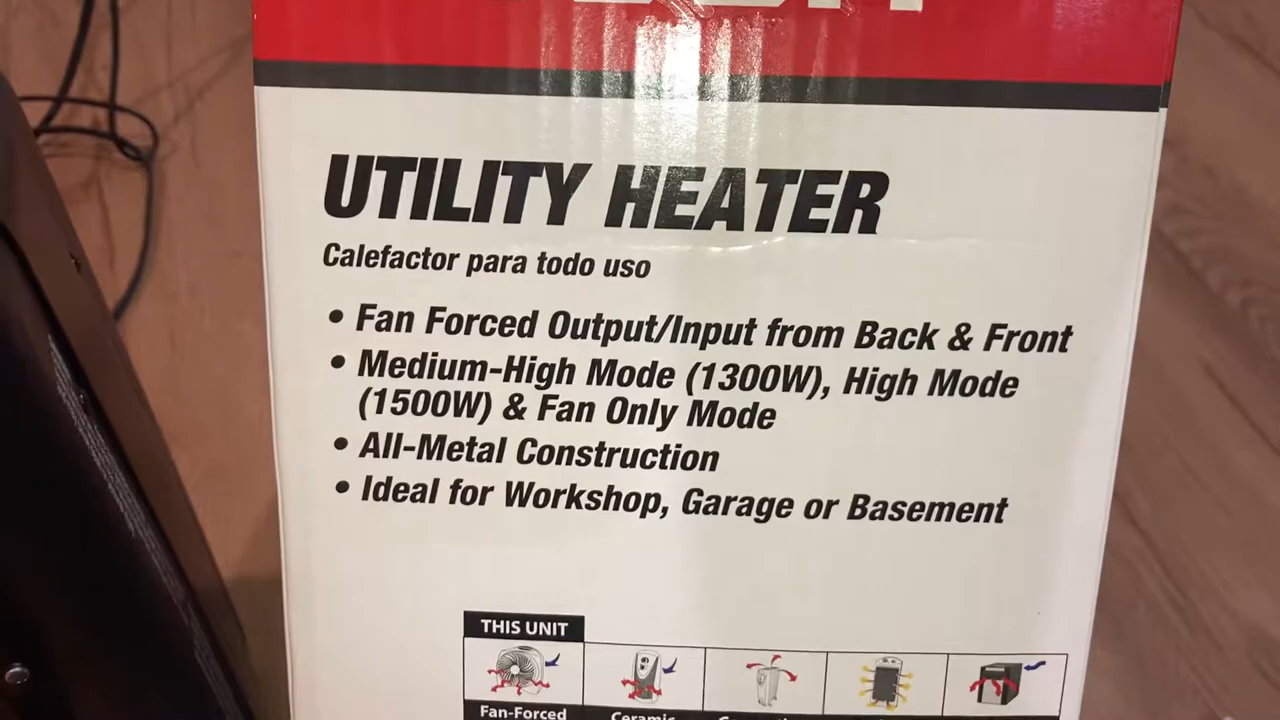 UTILITY HEATER
Calefactor para todo uso
• Fan Forced Output/Input from Back & Front
• Medium-High Mode (1300W), High Mode
(1500W) & Fan Only Mode
• All-Metal Construction
• Ideal for Workshop, Garage or Basement
THIS UNIT
Fan-Forced
Ceramic